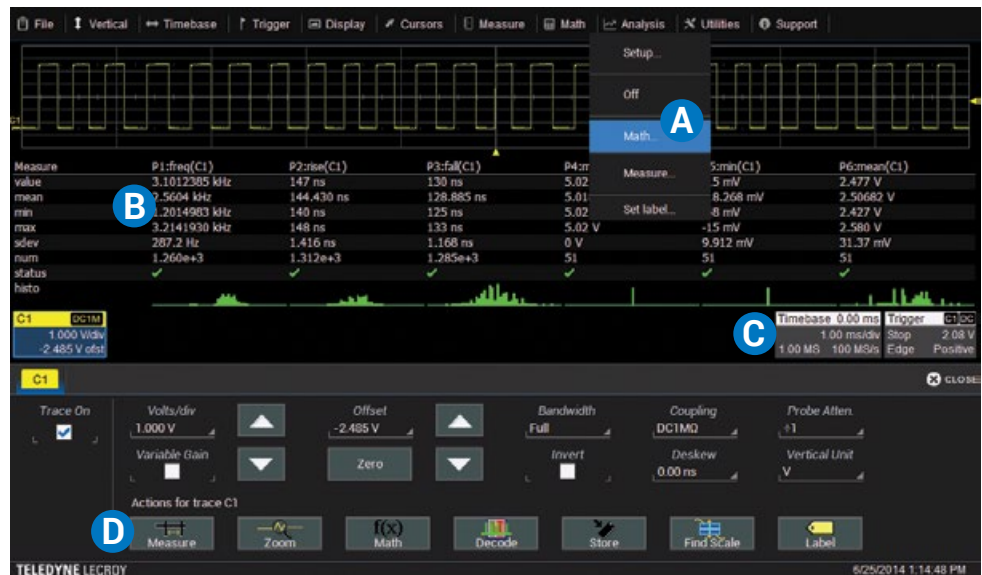 File Vertical Timebase Trigger Display Cursors Measure Math Analysis Utilities Support
Setup...
Off
Math...
A
Measure...
Set label...
C1
Measure P1:freq(C1) P2:rise(C1) P3:fall(C1) P4:m 5:min(C1) P6:mean(C1)
value 3.1012385 kHz 147 ns 130 ns 5.02 5 mV 2.477 V
mean 2.5604 kHz 144.430 ns 128.885 ns 5.01 8.268 mV 2.50682 V
B
min 1.2014983 kHz 140 ns 125 ns 5.02 8 mV 2.427 V
max 3.2141930 kHz 148 ns 133 ns 5.02 V -15 mV 2.580 V
sdev 287.2 Hz 1.416 ns 1.168 ns 0 V 9.912 mV 31.37 mV
num 1.260e+3 1.312e+3 1.285e+3 51 51 51
status
histo
C1 DC1M
1.000 V/div
-2.485 V ofst
C
Timebase 0.00 ms Trigger C1 DC
1.00 ms/div Stop 2.08 V
1.00 MS 100 MS/s Edge Positive
C1
CLOSE
Trace On Volts/div Offset Bandwidth Coupling Probe Atten.
1.000 V -2.485 V Full DC1MΩ ÷1
Variable Gain Zero Invert Deskew Vertical Unit
0.00 ns V
Actions for trace C1
D
Measure Zoom f(x) Math Decode Store Find Scale Label
TELEDYNE LECROY 6/25/2014 1:14:48 PM